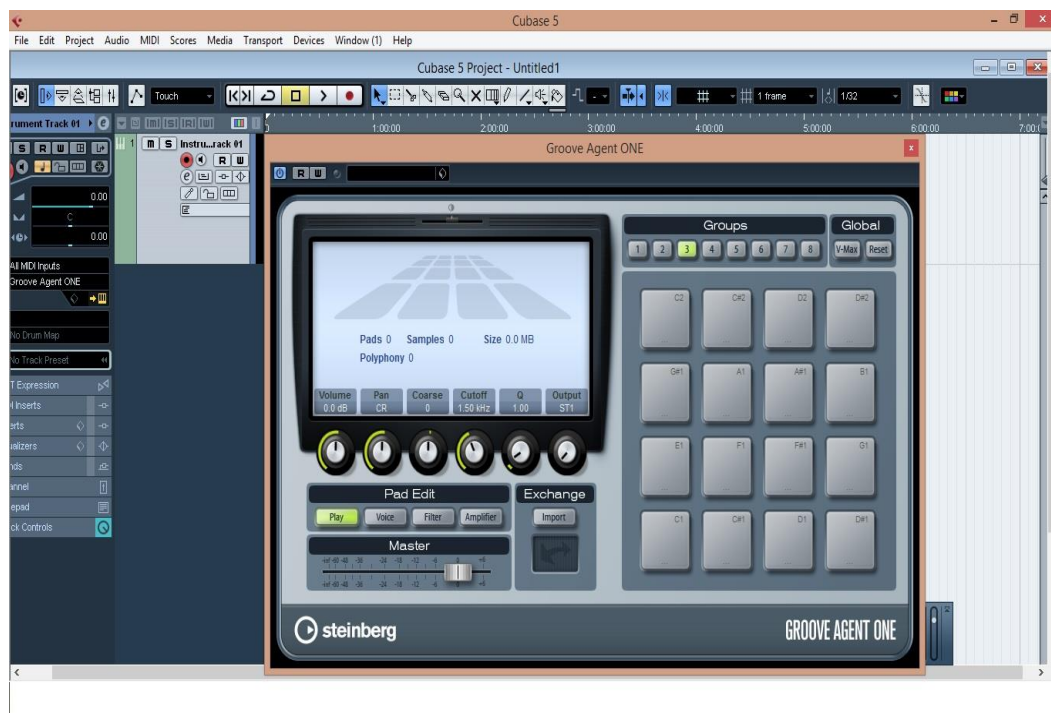 Cubase 5
File Edit Project Audio MIDI Scores Media Transport Devices Window (1) Help
Cubase 5 Project - Untitled1
Touch 1 frame 1/32
rument Track 01
1:00:00 2:00:00 3:00:00 4:00:00 5:00:00 6:00:00 7:00:
S R W
1 M S Instru...rack 01
R W
0.00
C
0.00
All MIDI Inputs
Groove Agent ONE
No Drum Map
No Track Preset
T Expression
I Inserts
erts
ualizers
nds
annel
epad
ck Controls
Groove Agent ONE
R W
Pads 0 Samples 0 Size 0.0 MB
Polyphony 0
Volume Pan Coarse Cutoff Q Output
0.0 dB CR 0 1.50 kHz 1.00 ST1
Pad Edit
Play Voice Filter Amplifier
Exchange
Import
Master
Groups
1 2 3 4 5 6 7 8
Global
V-Max Reset
C2 C#2 D2 D#2
G#1 A1 A#1 B1
E1 F1 F#1 G1
C1 C#1 D1 D#1
steinberg
GROOVE AGENT ONE